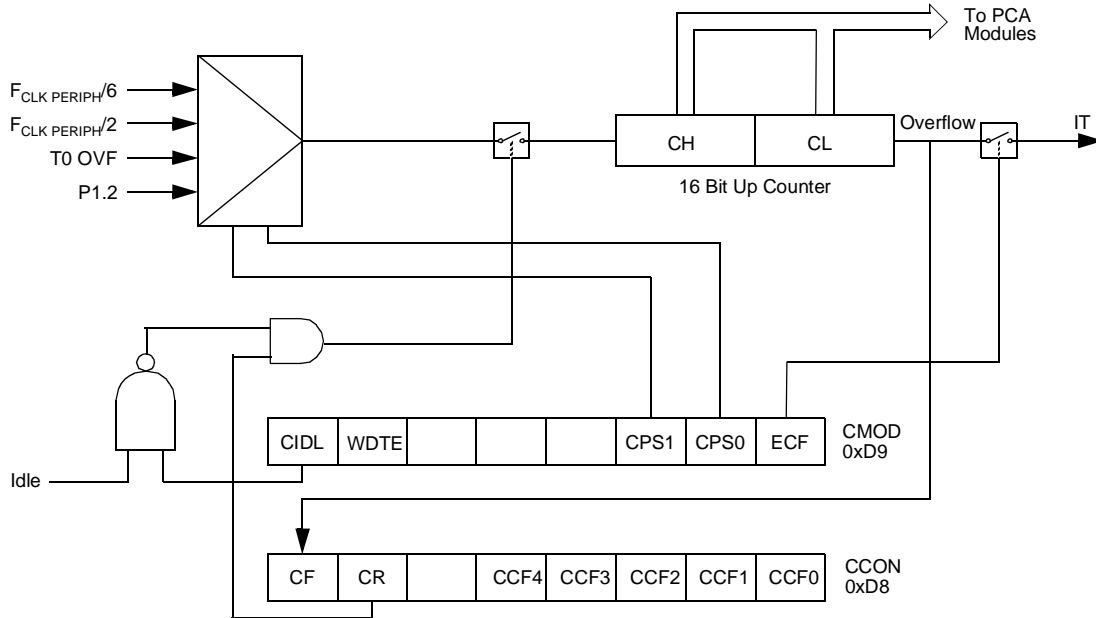 To PCA
Modules
FCLK PERIPH/6
FCLK PERIPH/2
T0 OVF
P1.2
CH
CL
Overflow
IT
16 Bit Up Counter
CIDL
WDTE
CPS1
CPS0
ECF
CMOD
0xD9
Idle
CF
CR
CCF4
CCF3
CCF2
CCF1
CCF0
CCON
0xD8